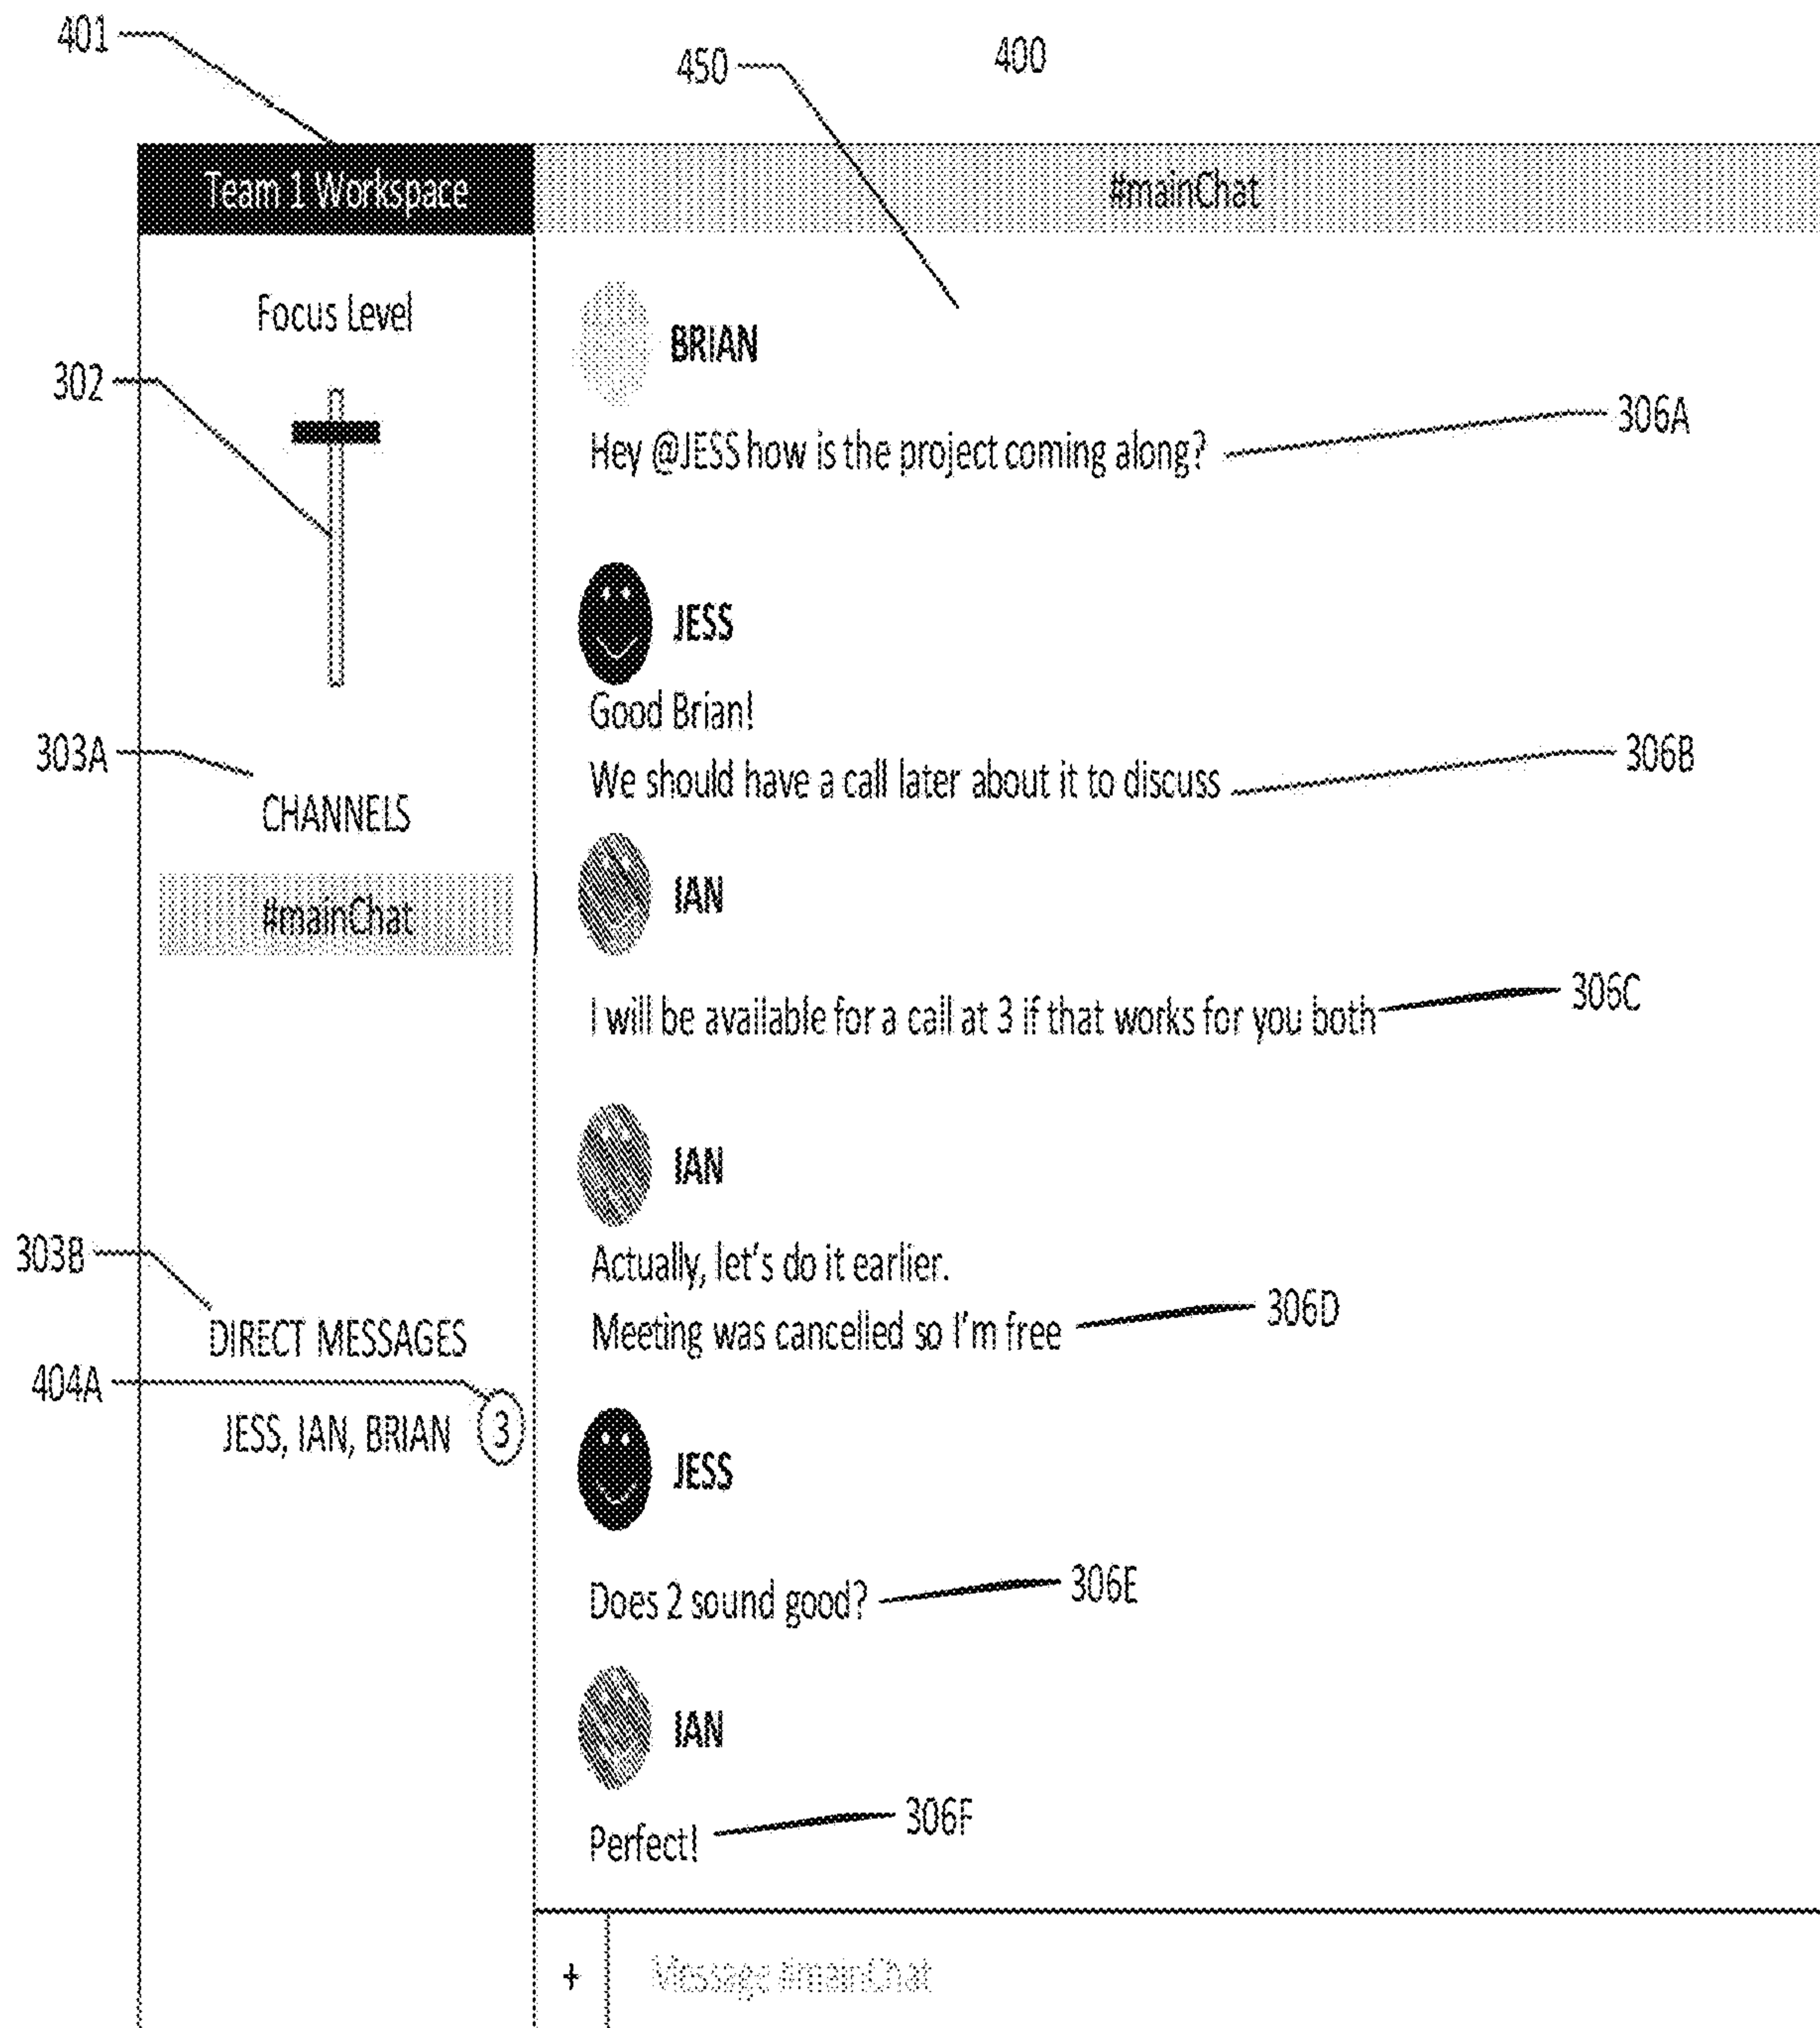 401
450
400
Team 1 Workspace
#mainChat
Focus Level
302
BRIAN
306A
Hey @JESS how is the project coming along?
JESS
Good Brian!
303A
306B
We should have a call later about it to discuss
CHANNELS
IAN
#mainChat
306C
I will be available for a call at 3 if that works for you both
IAN
303B
Actually, let's do it earlier.
306D
DIRECT MESSAGES
Meeting was cancelled so I'm free
404A
JESS, IAN, BRIAN 3
JESS
306E
Does 2 sound good?
IAN
306F
Perfect!
+ Message #mainChat